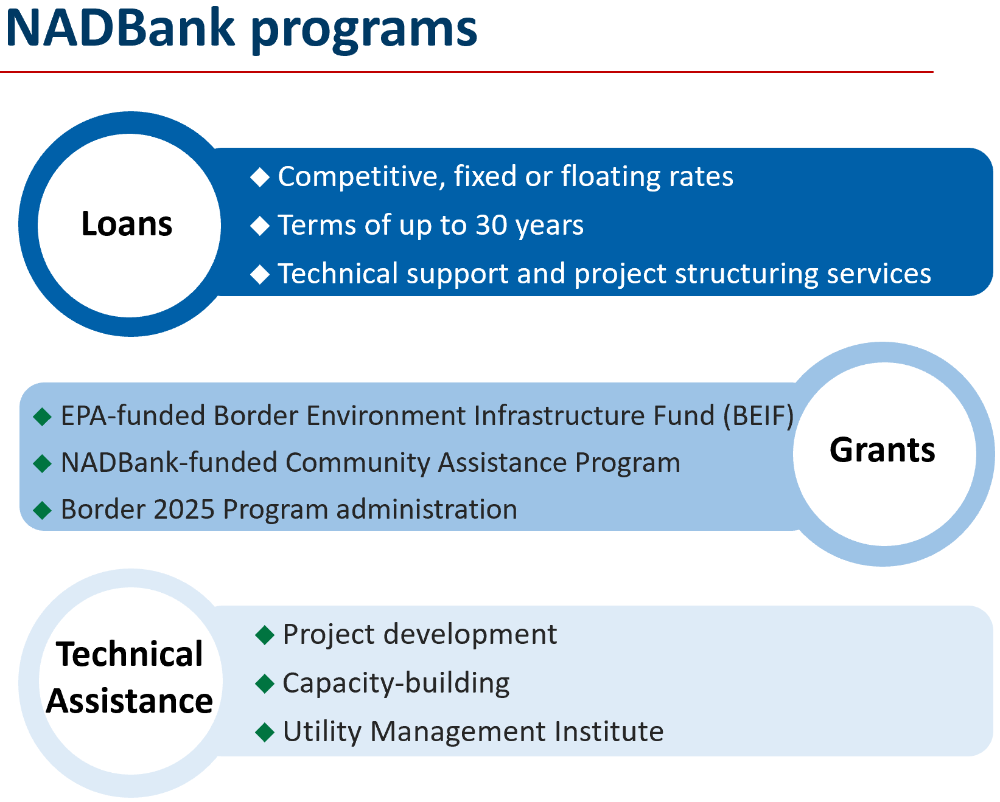 NADBank programs
Loans
◆ Competitive, fixed or floating rates
◆ Terms of up to 30 years
◆ Technical support and project structuring services
◆ EPA-funded Border Environment Infrastructure Fund (BEIF)
◆ NADBank-funded Community Assistance Program
◆ Border 2025 Program administration
Grants
Technical
Assistance
◆ Project development
◆ Capacity-building
◆ Utility Management Institute